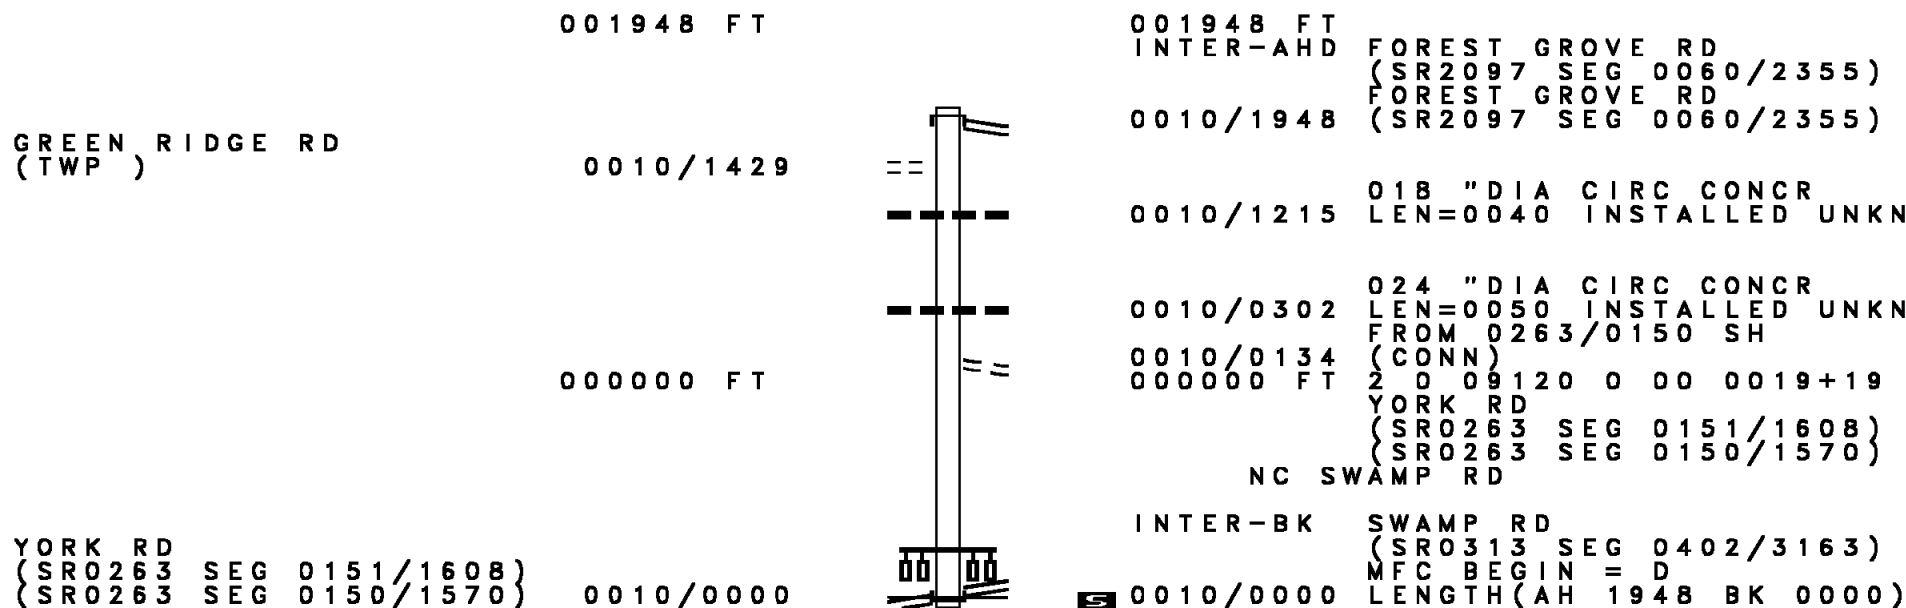 001948 FT 001948 FT
INTER-AHD FOREST GROVE RD
(SR2097 SEG 0060/2355)
FOREST GROVE RD
0010/1948 (SR2097 SEG 0060/2355)
GREEN RIDGE RD
(TWP ) 0010/1429
018 "DIA CIRC CONCR
0010/1215 LEN=0040 INSTALLED UNKN
024 "DIA CIRC CONCR
0010/0302 LEN=0050 INSTALLED UNKN
FROM 0263/0150 SH
0010/0134 (CONN)
000000 FT 000000 FT 2 0 09120 0 00 0019+19
YORK RD
(SR0263 SEG 0151/1608)
(SR0263 SEG 0150/1570)
NC SWAMP RD
INTER-BK SWAMP RD
YORK RD (SR0313 SEG 0402/3163)
(SR0263 SEG 0151/1608) MFC BEGIN = D
(SR0263 SEG 0150/1570) 0010/0000 S 0010/0000 LENGTH(AH 1948 BK 0000)